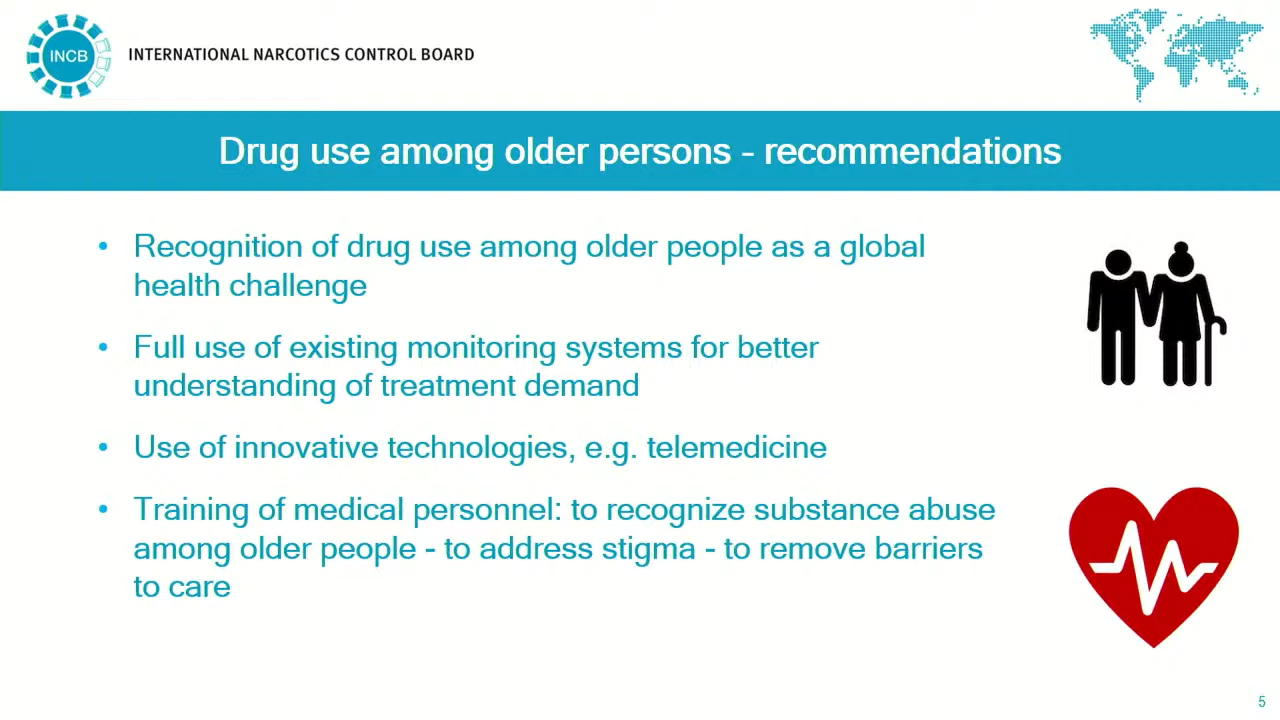 INCB
INTERNATIONAL NARCOTICS CONTROL BOARD
Drug use among older persons - recommendations
• Recognition of drug use among older people as a global
health challenge
• Full use of existing monitoring systems for better
understanding of treatment demand
• Use of innovative technologies, e.g. telemedicine
• Training of medical personnel: to recognize substance abuse
among older people - to address stigma - to remove barriers
to care
5